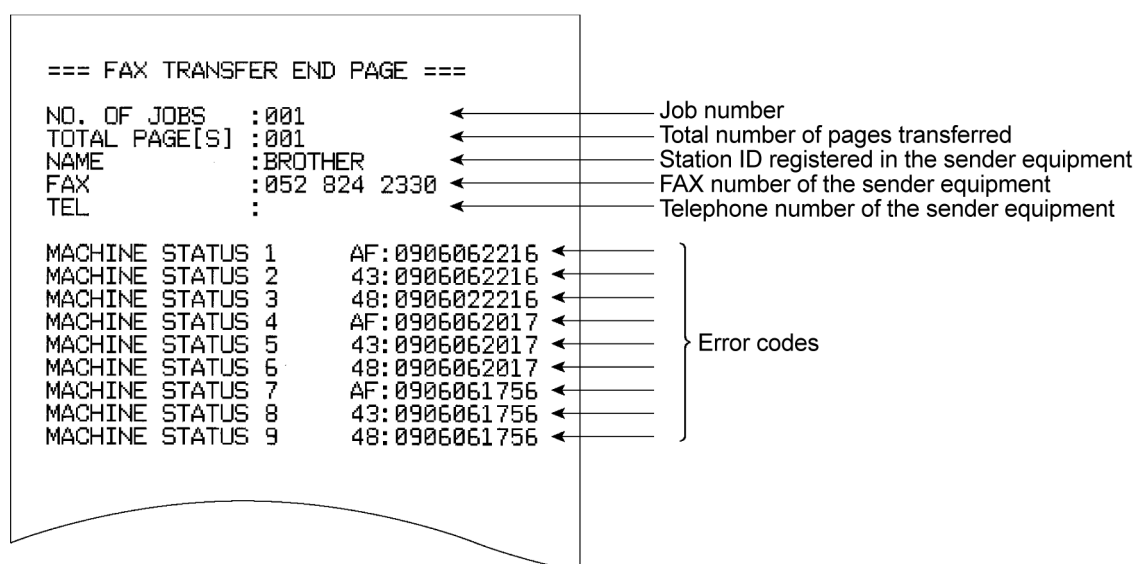 === FAX TRANSFER END PAGE ===
NO. OF JOBS :001 Job number
TOTAL PAGE[S] :001 Total number of pages transferred
NAME :BROTHER Station ID registered in the sender equipment
FAX :052 824 2330 FAX number of the sender equipment
TEL : Telephone number of the sender equipment
MACHINE STATUS 1 AF:0906062216
MACHINE STATUS 2 43:0906062216
MACHINE STATUS 3 48:0906022216
MACHINE STATUS 4 AF:0906062017
MACHINE STATUS 5 43:0906062017 Error codes
MACHINE STATUS 6 48:0906062017
MACHINE STATUS 7 AF:0906061756
MACHINE STATUS 8 43:0906061756
MACHINE STATUS 9 48:0906061756